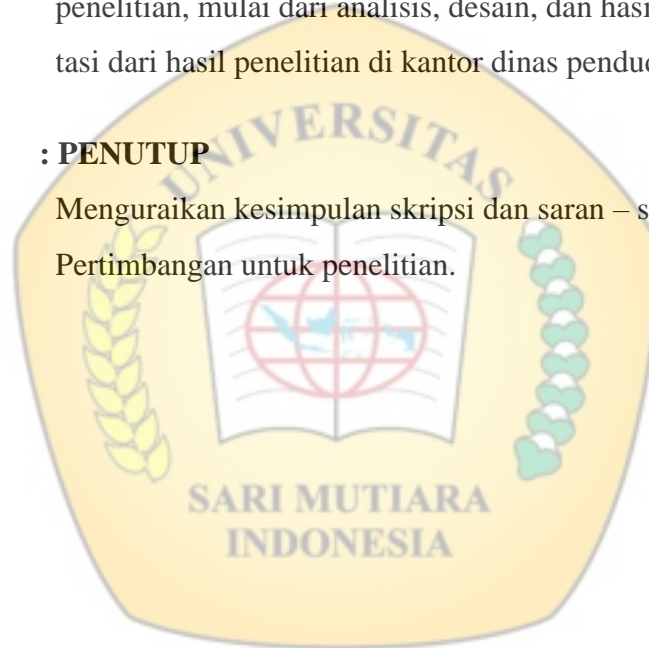 penelitian, mulai dari analisis, desain, dan hasi
tasi dari hasil penelitian di kantor dinas
: PENUTUP
Menguraikan kesimpulan skripsi dan saran – s
Pertimbangan untuk penelitian.
UNIVERSITAS
SARI MUTIARA
INDONESIA